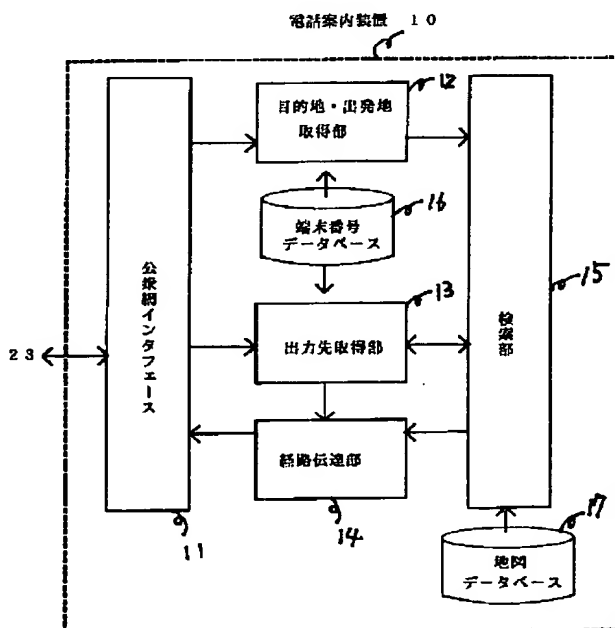 電話案内装置 10
12
目的地・出発地
取得部
16
端末番号
データベース
15
13
公衆網インタフェース
検索部
23
出力先取得部
経路伝達部
11
14
17
地図
データベース